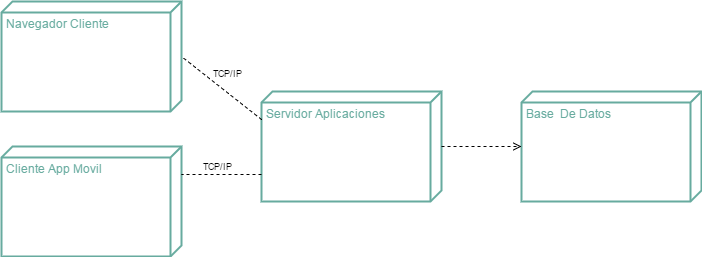 Navegador Cliente
TCP/IP
Servidor Aplicaciones
Base De Datos
Cliente App Movil
TCP/IP